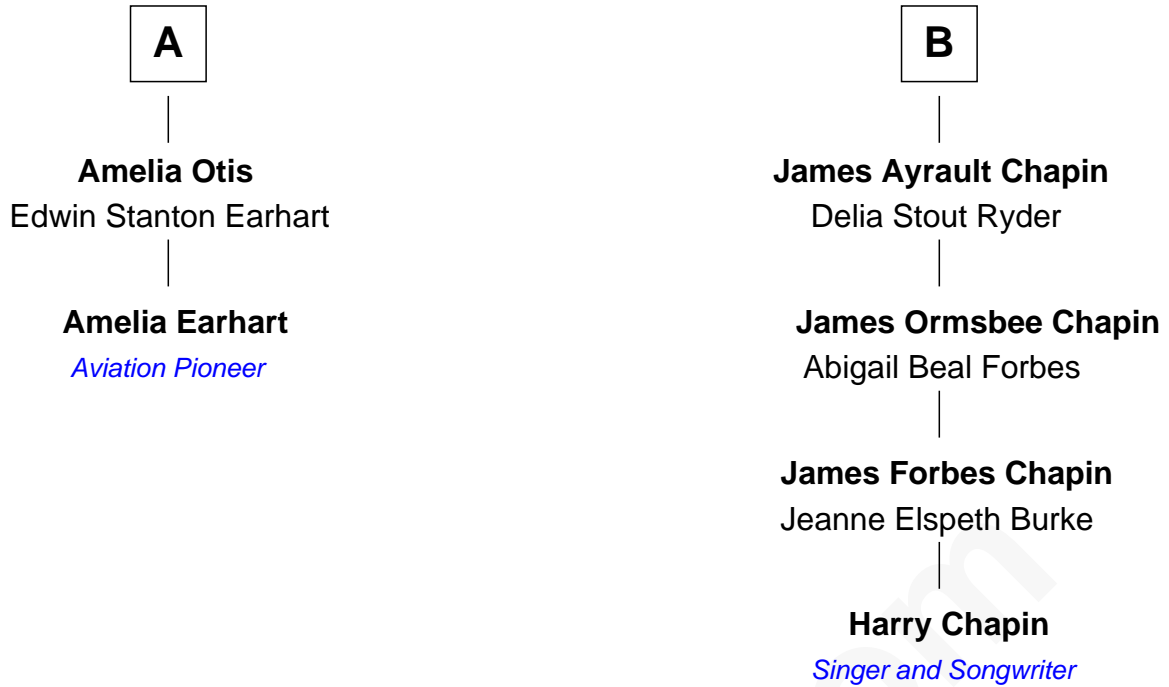 A
Amelia Otis
Edwin Stanton Earhart
Amelia Earhart
Aviation Pioneer
B
James Ayrault Chapin
Delia Stout Ryder
James Ormsbee Chapin
Abigail Beal Forbes
James Forbes Chapin
Jeanne Elspeth Burke
Harry Chapin
Singer and Songwriter